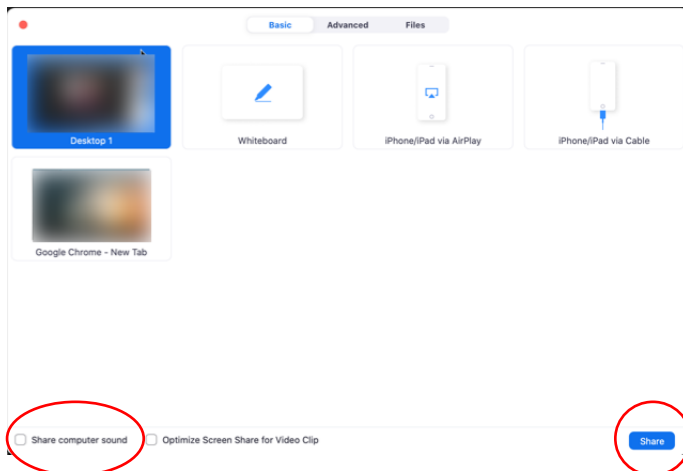 Basic Advanced Files
Desktop 1 Whiteboard iPhone/iPad via AirPlay iPhone/iPad via Cable
Google Chrome - New Tab
Share computer sound Optimize Screen Share for Video Clip Share